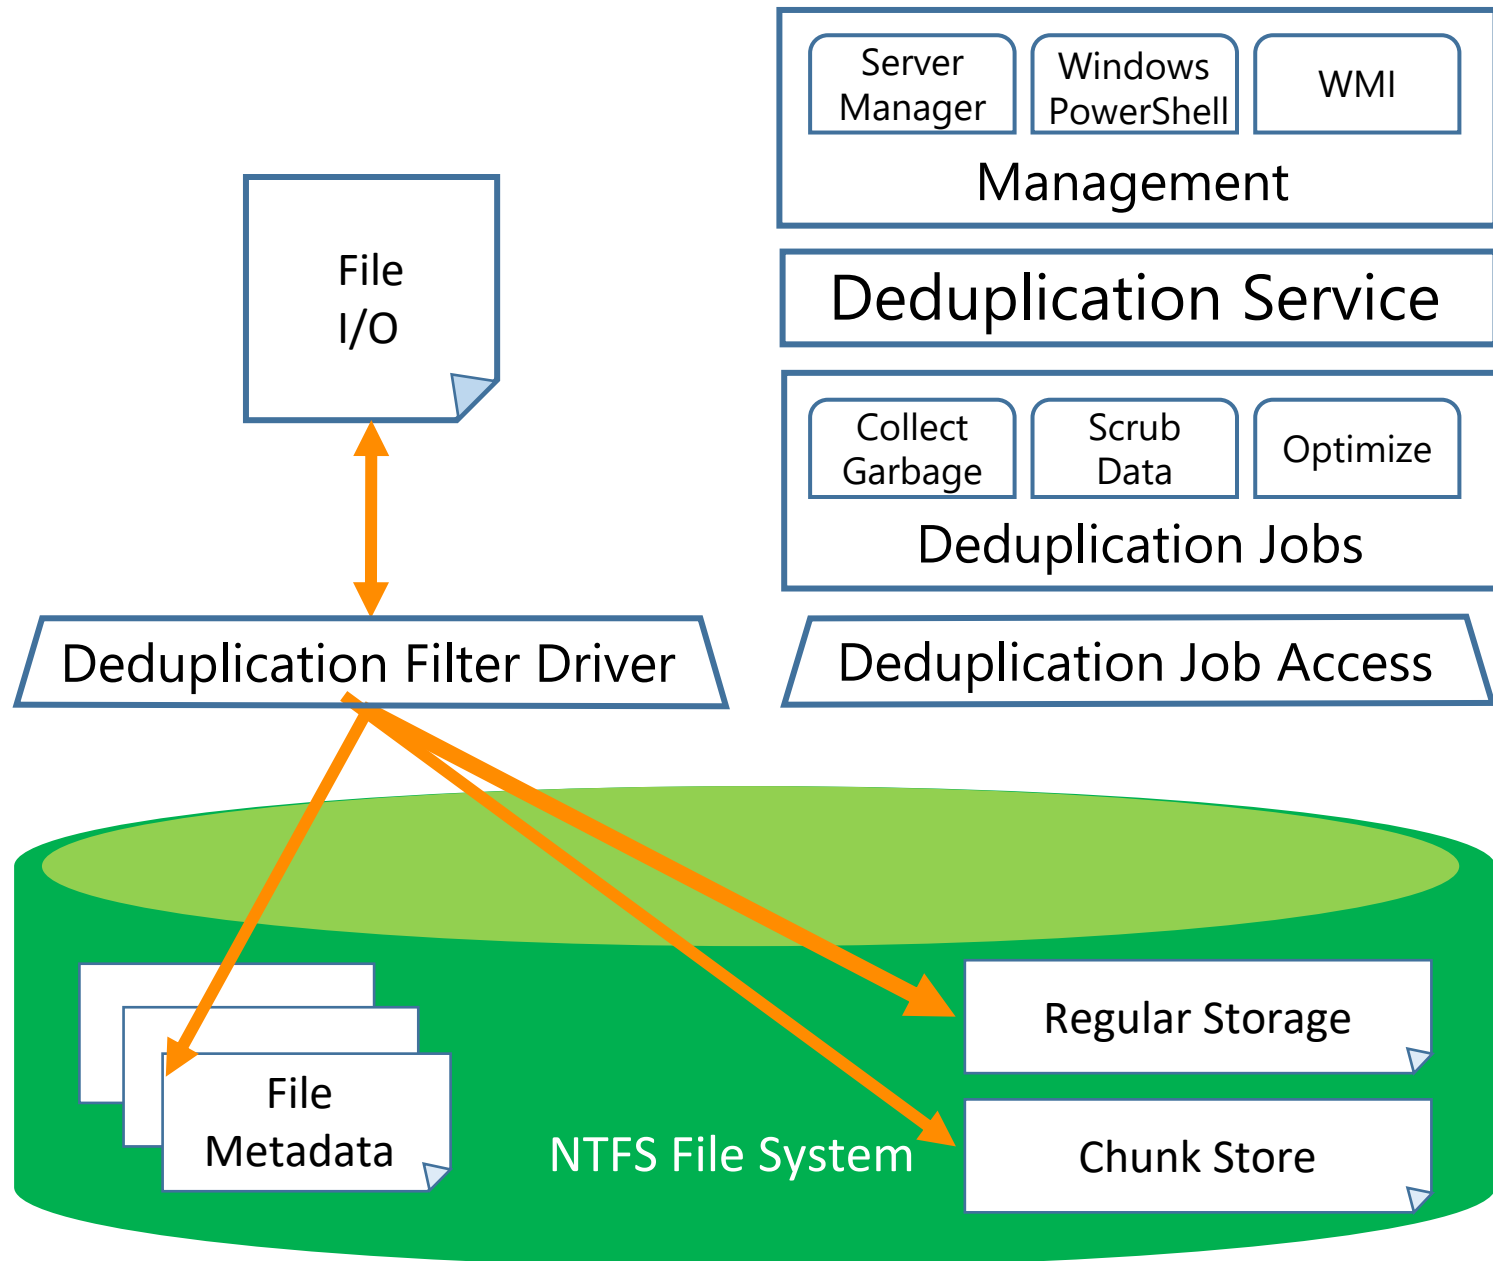 Server
Manager
Windows
PowerShell
WMI
Management
File
I/O
Deduplication Service
Collect
Garbage
Scrub
Data
Optimize
Deduplication Jobs
Deduplication Filter Driver
Deduplication Job Access
Regular Storage
File
Metadata
NTFS File System
Chunk Store